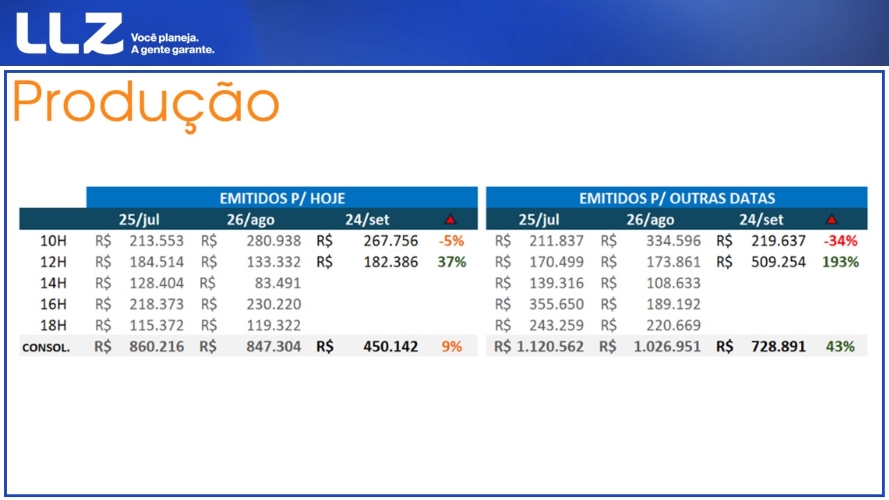 LLZ Você planeja.
A gente garante.
Produção
EMITIDOS P/ HOJE EMITIDOS P/ OUTRAS DATAS
25/jul 26/ago 24/set 25/jul 26/ago 24/set
10H R$ 213.553 R$ 280.938 R$ 267.756 -5% R$ 211.837 R$ 334.596 R$ 219.637 -34%
12H R$ 184.514 R$ 133.332 R$ 182.386 37% R$ 170.499 R$ 173.861 R$ 509.254 193%
14H R$ 128.404 R$ 83.491 R$ 139.316 R$ 108.633
16H R$ 218.373 R$ 230.220 R$ 355.650 R$ 189.192
18H R$ 115.372 R$ 119.322 R$ 243.259 R$ 220.669
CONSOL. R$ 860.216 R$ 847.304 R$ 450.142 9% R$ 1.120.562 R$ 1.026.951 R$ 728.891 43%